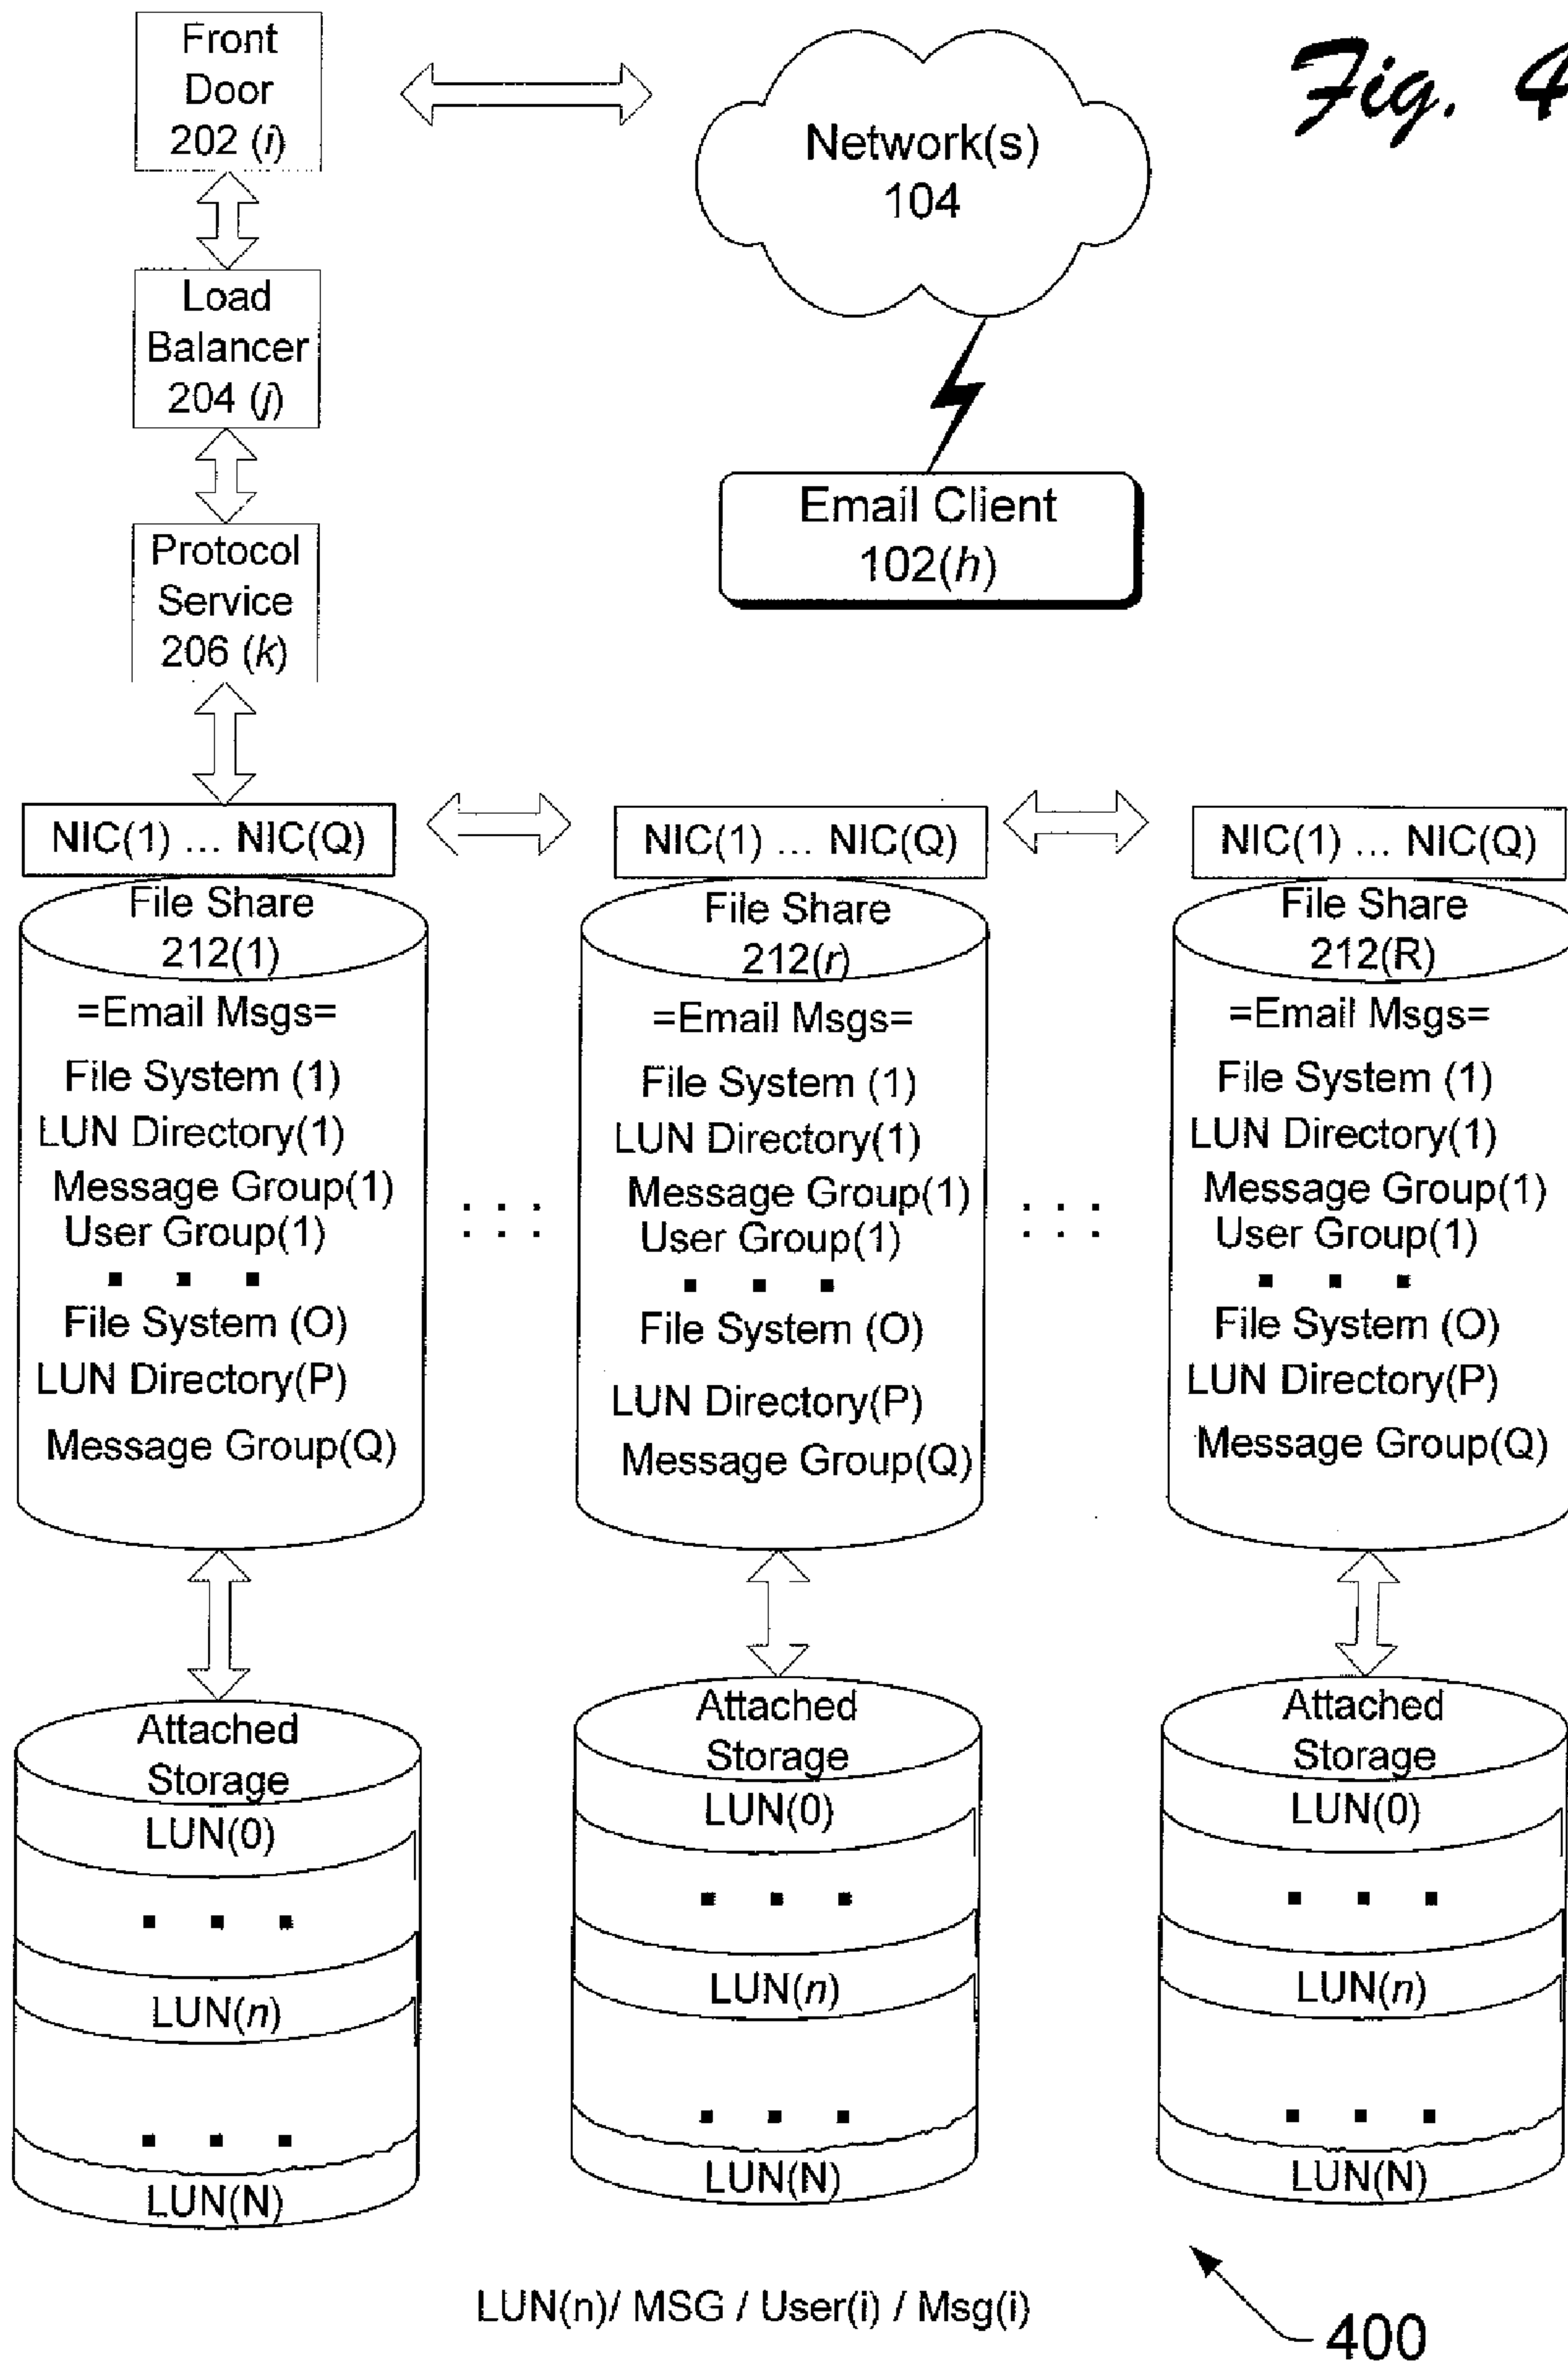 Fig. 4
Front
Door
202 (i)
Network(s)
104
Load
Balancer
204 (j)
Email Client
102(h)
Protocol
Service
206 (k)
NIC(1) ... NIC(Q)
NIC(1) ... NIC(Q)
NIC(1) ... NIC(Q)
File Share
212(1)
=Email Msgs=
File System (1)
LUN Directory(1)
Message Group(1)
User Group(1)
. . .
File System (O)
LUN Directory(P)
Message Group(Q)
File Share
212(r)
=Email Msgs=
File System (1)
LUN Directory(1)
Message Group(1)
User Group(1)
. . .
File System (O)
LUN Directory(P)
Message Group(Q)
File Share
212(R)
=Email Msgs=
File System (1)
LUN Directory(1)
Message Group(1)
User Group(1)
. . .
File System (O)
LUN Directory(P)
Message Group(Q)
Attached
Storage
LUN(0)
. . .
LUN(n)
. . .
LUN(N)
Attached
Storage
LUN(0)
. . .
LUN(n)
. . .
LUN(N)
Attached
Storage
LUN(0)
. . .
LUN(n)
. . .
LUN(N)
LUN(n)/ MSG / User(i) / Msg(i)
400